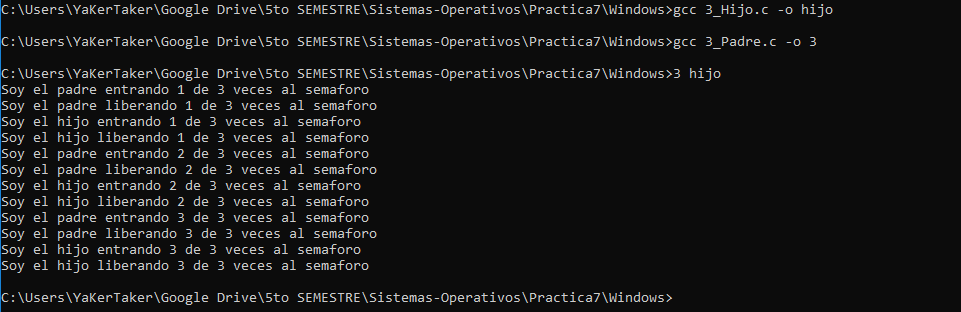 C:\Users\YaKerTaker\Google Drive\5to SEMESTRE\Sistemas-Operativos\Practica7\Windows>gcc 3_Hijo.c -o hijo
C:\Users\YaKerTaker\Google Drive\5to SEMESTRE\Sistemas-Operativos\Practica7\Windows>gcc 3_Padre.c -o 3
C:\Users\YaKerTaker\Google Drive\5to SEMESTRE\Sistemas-Operativos\Practica7\Windows>3 hijo
Soy el padre entrando 1 de 3 veces al semaforo
Soy el padre liberando 1 de 3 veces al semaforo
Soy el hijo entrando 1 de 3 veces al semaforo
Soy el hijo liberando 1 de 3 veces al semaforo
Soy el padre entrando 2 de 3 veces al semaforo
Soy el padre liberando 2 de 3 veces al semaforo
Soy el hijo entrando 2 de 3 veces al semaforo
Soy el hijo liberando 2 de 3 veces al semaforo
Soy el padre entrando 3 de 3 veces al semaforo
Soy el padre liberando 3 de 3 veces al semaforo
Soy el hijo entrando 3 de 3 veces al semaforo
Soy el hijo liberando 3 de 3 veces al semaforo
C:\Users\YaKerTaker\Google Drive\5to SEMESTRE\Sistemas-Operativos\Practica7\Windows>